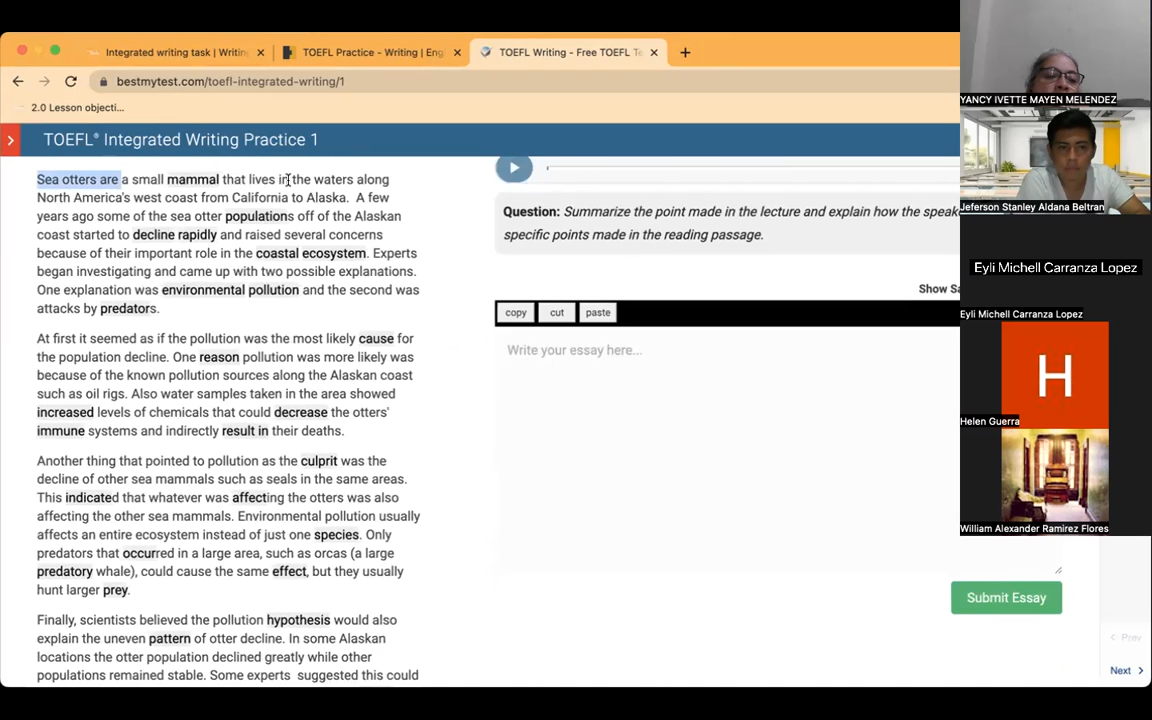 Integrated writing task | Writin
TOEFL Practice - Writing | Eng
TOEFL Writing - Free TOEFL Te
bestmytest.com/toefl-integrated-writing/1
2.0 Lesson objecti...
TOEFL® Integrated Writing Practice 1
Sea otters are a small mammal that lives in the waters along
North America's west coast from California to Alaska. A few
years ago some of the sea otter populations off of the Alaskan
coast started to decline rapidly and raised several concerns
because of their important role in the coastal ecosystem. Experts
began investigating and came up with two possible explanations.
One explanation was environmental pollution and the second was
attacks by predators.
At first it seemed as if the pollution was the most likely cause for
the population decline. One reason pollution was more likely was
because of the known pollution sources along the Alaskan coast
such as oil rigs. Also water samples taken in the area showed
increased levels of chemicals that could decrease the otters'
immune systems and indirectly result in their deaths.
Another thing that pointed to pollution as the culprit was the
decline of other sea mammals such as seals in the same areas.
This indicated that whatever was affecting the otters was also
affecting the other sea mammals. Environmental pollution usually
affects an entire ecosystem instead of just one species. Only
predators that occurred in a large area, such as orcas (a large
predatory whale), could cause the same effect, but they usually
hunt larger prey.
Finally, scientists believed the pollution hypothesis would also
explain the uneven pattern of otter decline. In some Alaskan
locations the otter population declined greatly while other
populations remained stable. Some experts suggested this could
Question: Summarize the point made in the lecture and explain how the speak
specific points made in the reading passage.
Show Sa
copy cut paste
Write your essay here...
Submit Essay
Prev
Next
YANCY IVETTE MAYEN MELENDEZ
Jeferson Stanley Aldana Beltran
Eyli Michell Carranza Lopez
Eyli Michell Carranza Lopez
H
Helen Guerra
William Alexander Ramirez Flores